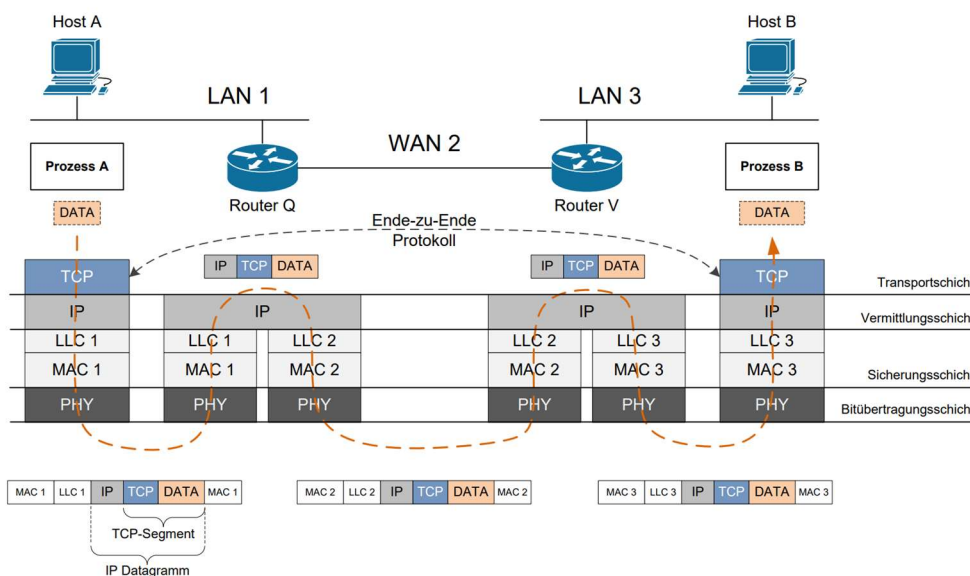 Host A
Host B
LAN 1
LAN 3
WAN 2
Prozess A
Prozess B
Router Q
Router V
DATA
DATA
Ende-zu-Ende
Protokoll
IP TCP DATA
IP TCP DATA
TCP
TCP
Transportschich
IP
IP
IP
IP
Vermittlungsschich
LLC 1
LLC 1
LLC 2
LLC 2
LLC 3
LLC 3
MAC 1
MAC 1
MAC 2
MAC 2
MAC 3
MAC 3
Sicherungsschich
PHY
PHY
PHY
PHY
PHY
PHY
Bitübertragungsschich
MAC 1 LLC 1 IP TCP DATA MAC 1
MAC 2 LLC 2 IP TCP DATA MAC 2
MAC 3 LLC 3 IP TCP DATA MAC 3
TCP-Segment
IP Datagramm